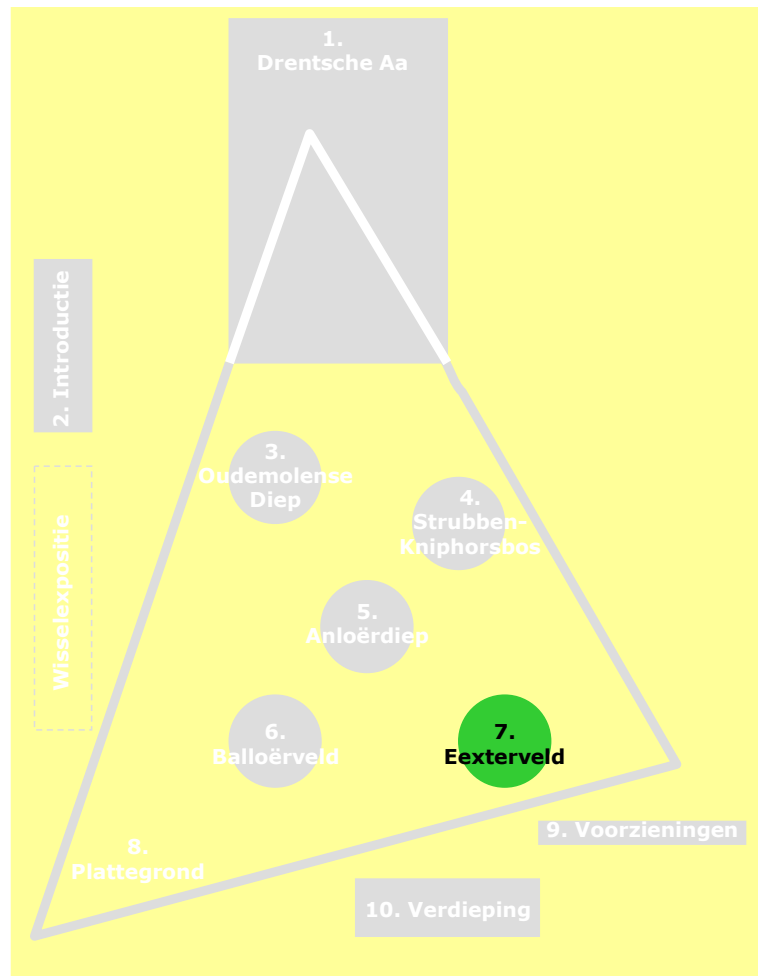 1.
Drentsche Aa
2. Introductie
3.
Oudemolense
Diep
4.
Strubben-
Kniphorsbos
Wisselexpositie
5.
Anloërdiep
6.
Balloërveld
7.
Eexterveld
8.
Plattegrond
9. Voorzieningen
10. Verdieping